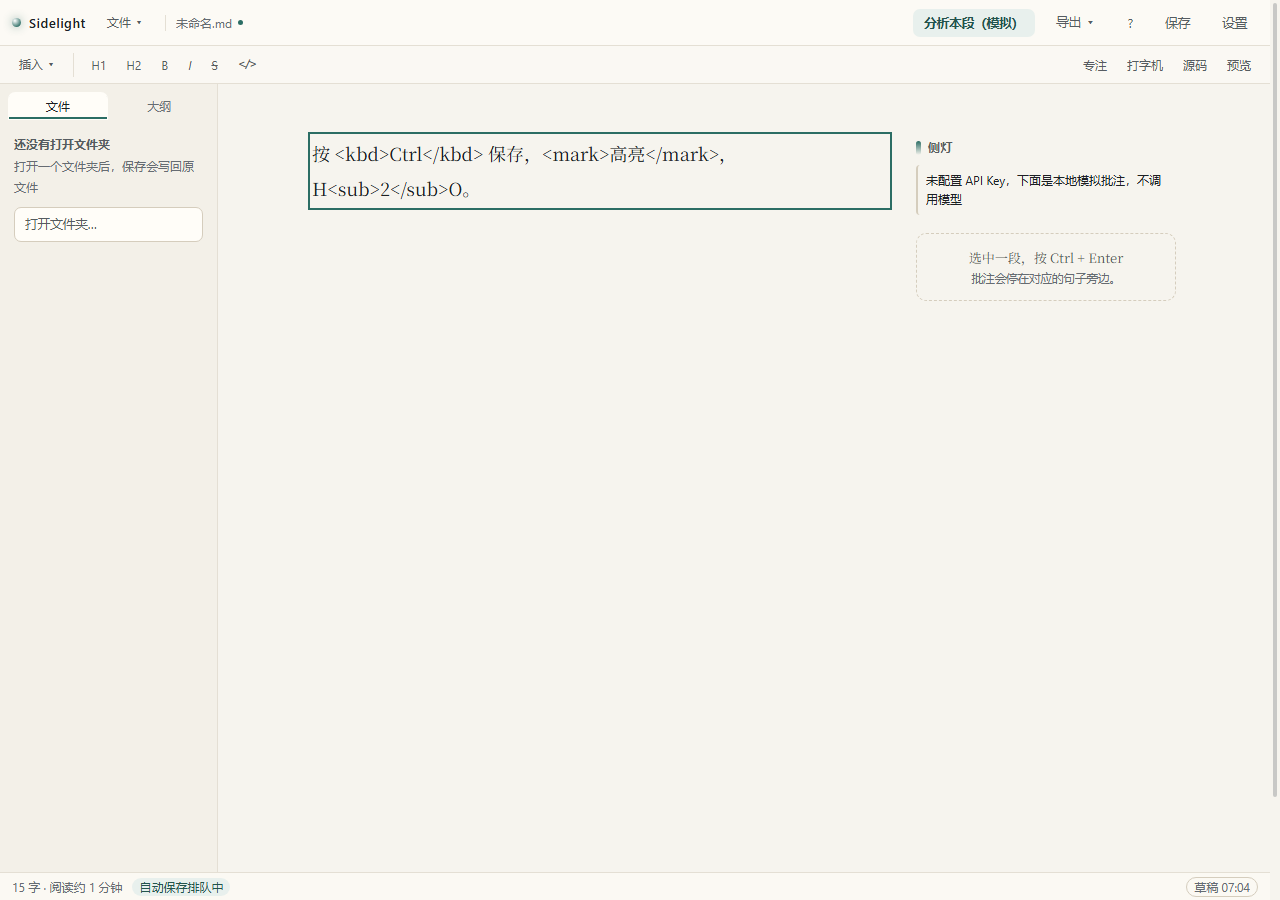 Sidelight 文件 未命名.md 分析本段（模拟） 导出 ? 保存 设置
插入 H1 H2 B I S </> 专注 打字机 源码 预览
文件 大纲
还没有打开文件夹
打开一个文件夹后，保存会写回原
文件
打开文件夹...
按 <kbd>Ctrl</kbd> 保存，<mark>高亮</mark>，
H<sub>2</sub>O。
侧灯
未配置 API Key，下面是本地模拟批注，不调
用模型
选中一段，按 Ctrl + Enter
批注会停在对应的句子旁边。
15 字 · 阅读约 1 分钟 自动保存排队中 草稿 07:04